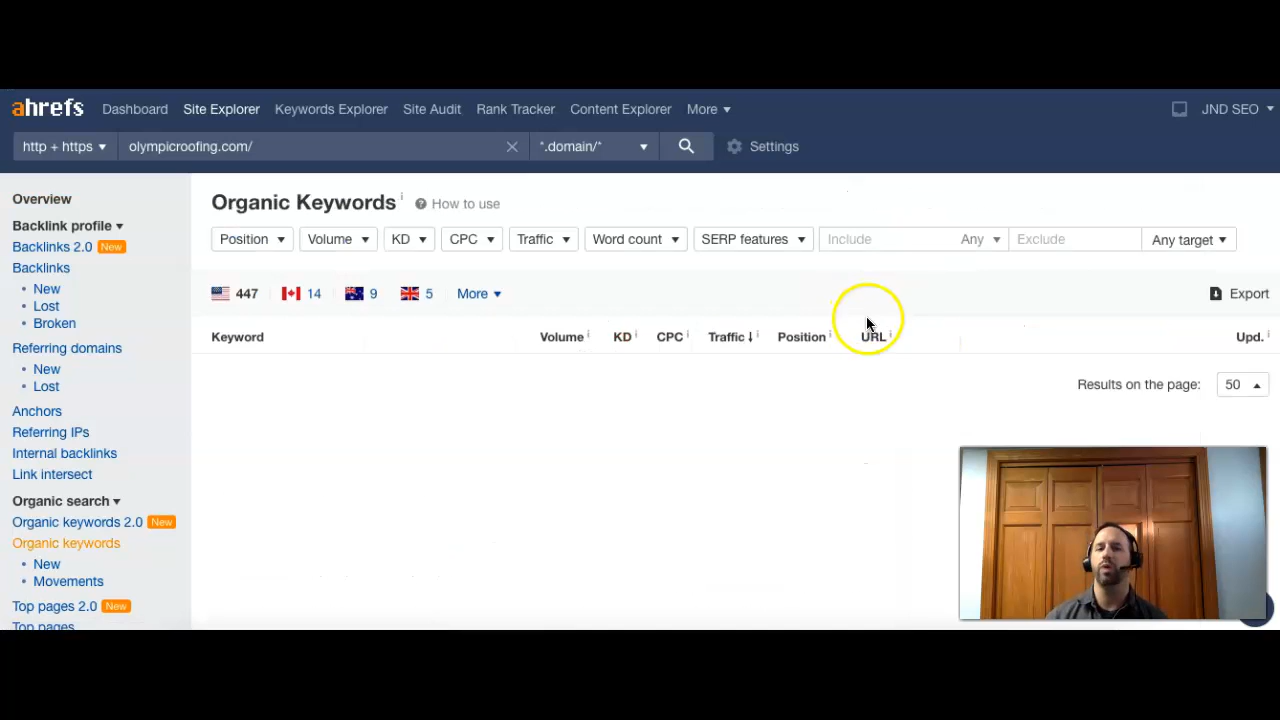 ahrefs Dashboard Site Explorer Keywords Explorer Site Audit Rank Tracker Content Explorer More JND SEO
http + https olympicroofing.com/ *.domain/* Settings
Overview
Backlink profile
Backlinks 2.0 New
Backlinks
• New
• Lost
• Broken
Referring domains
• New
• Lost
Anchors
Referring IPs
Internal backlinks
Link intersect
Organic search
Organic keywords 2.0 New
Organic keywords
• New
• Movements
Top pages 2.0 New
Top pages
Organic Keywords i How to use
Position Volume KD CPC Traffic Word count SERP features Include Any Exclude Any target
447 14 9 5 More Export
Keyword Volume i KD i CPC i Traffic↓ i Position i URL i Upd. i
Results on the page: 50